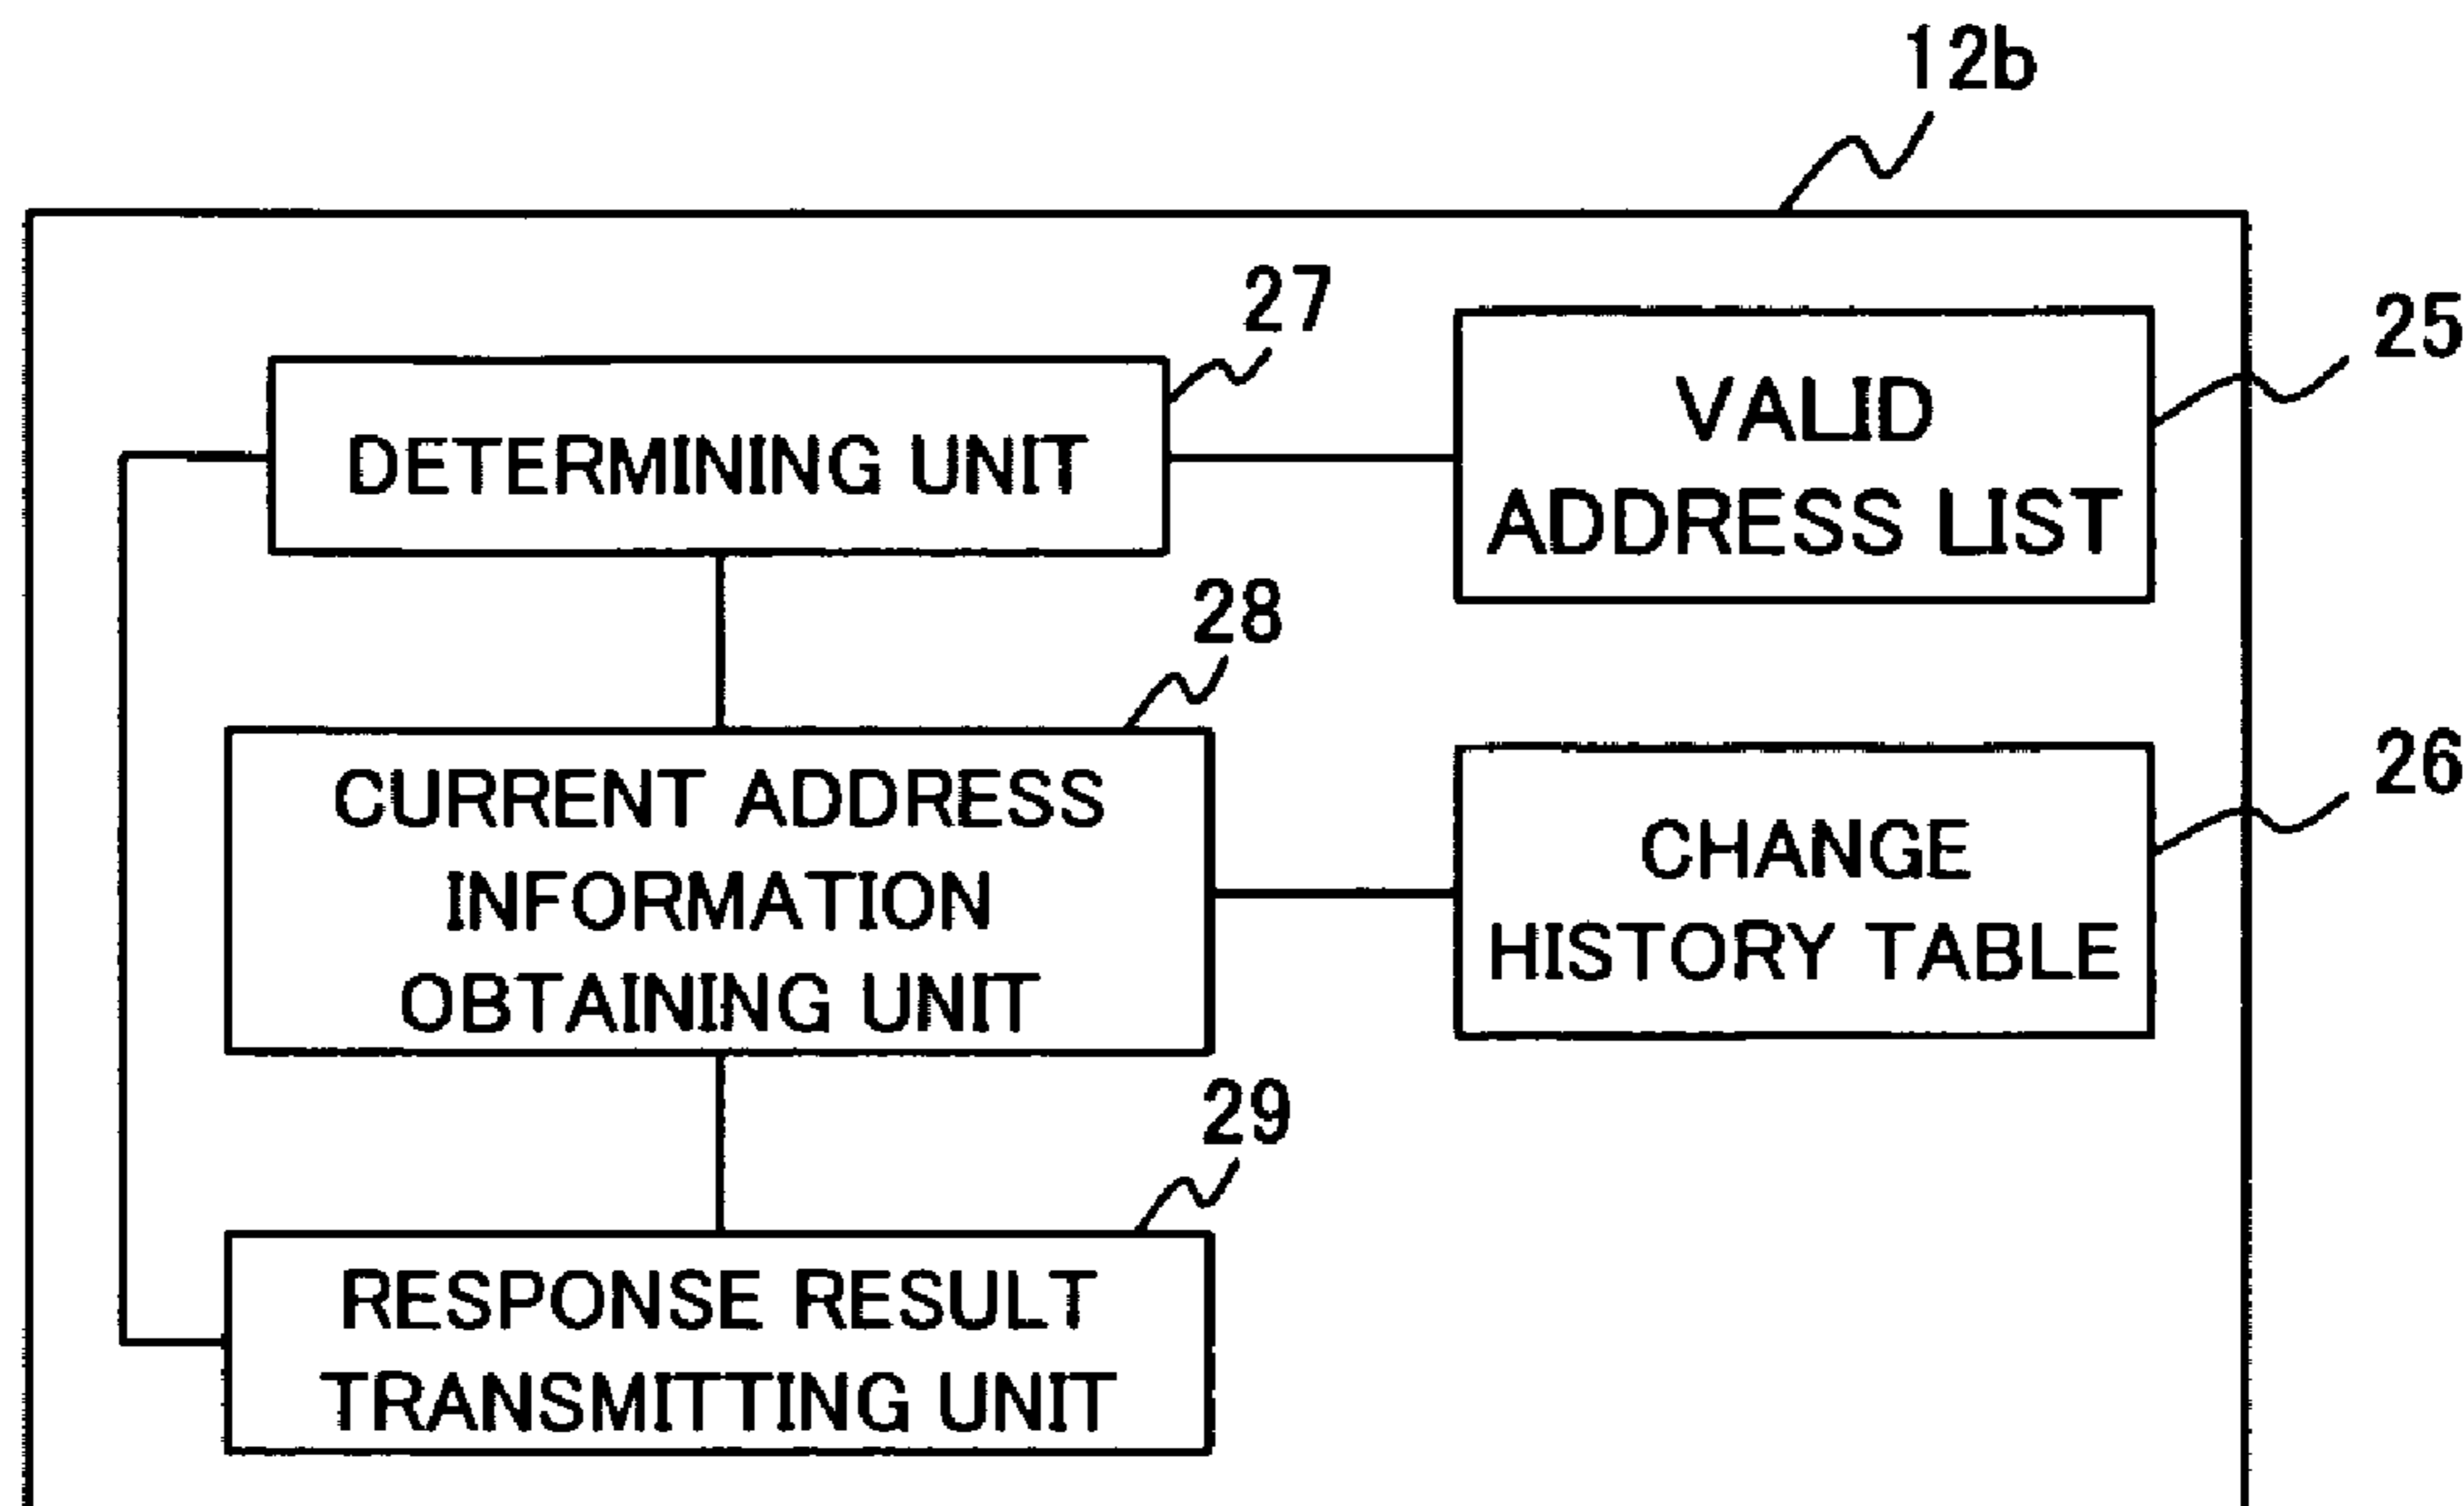 12b
27
25
DETERMINING UNIT
VALID
ADDRESS LIST
28
26
CURRENT ADDRESS
INFORMATION
OBTAINING UNIT
CHANGE
HISTORY TABLE
29
RESPONSE RESULT
TRANSMITTING UNIT